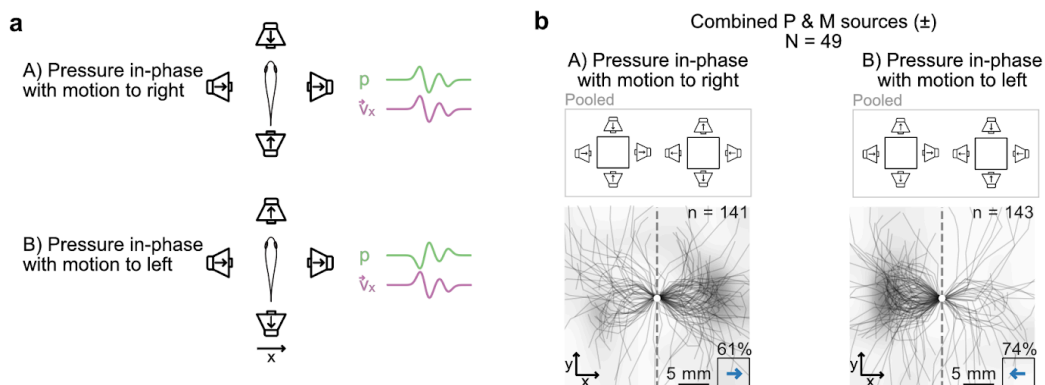 a
A) Pressure in-phase
with motion to right
p
v⃗x
B) Pressure in-phase
with motion to left
p
v⃗x
x
b
Combined P & M sources (±)
N = 49
A) Pressure in-phase
with motion to right
Pooled
n = 141
61%
y
x
5 mm
B) Pressure in-phase
with motion to left
Pooled
n = 143
74%
y
x
5 mm